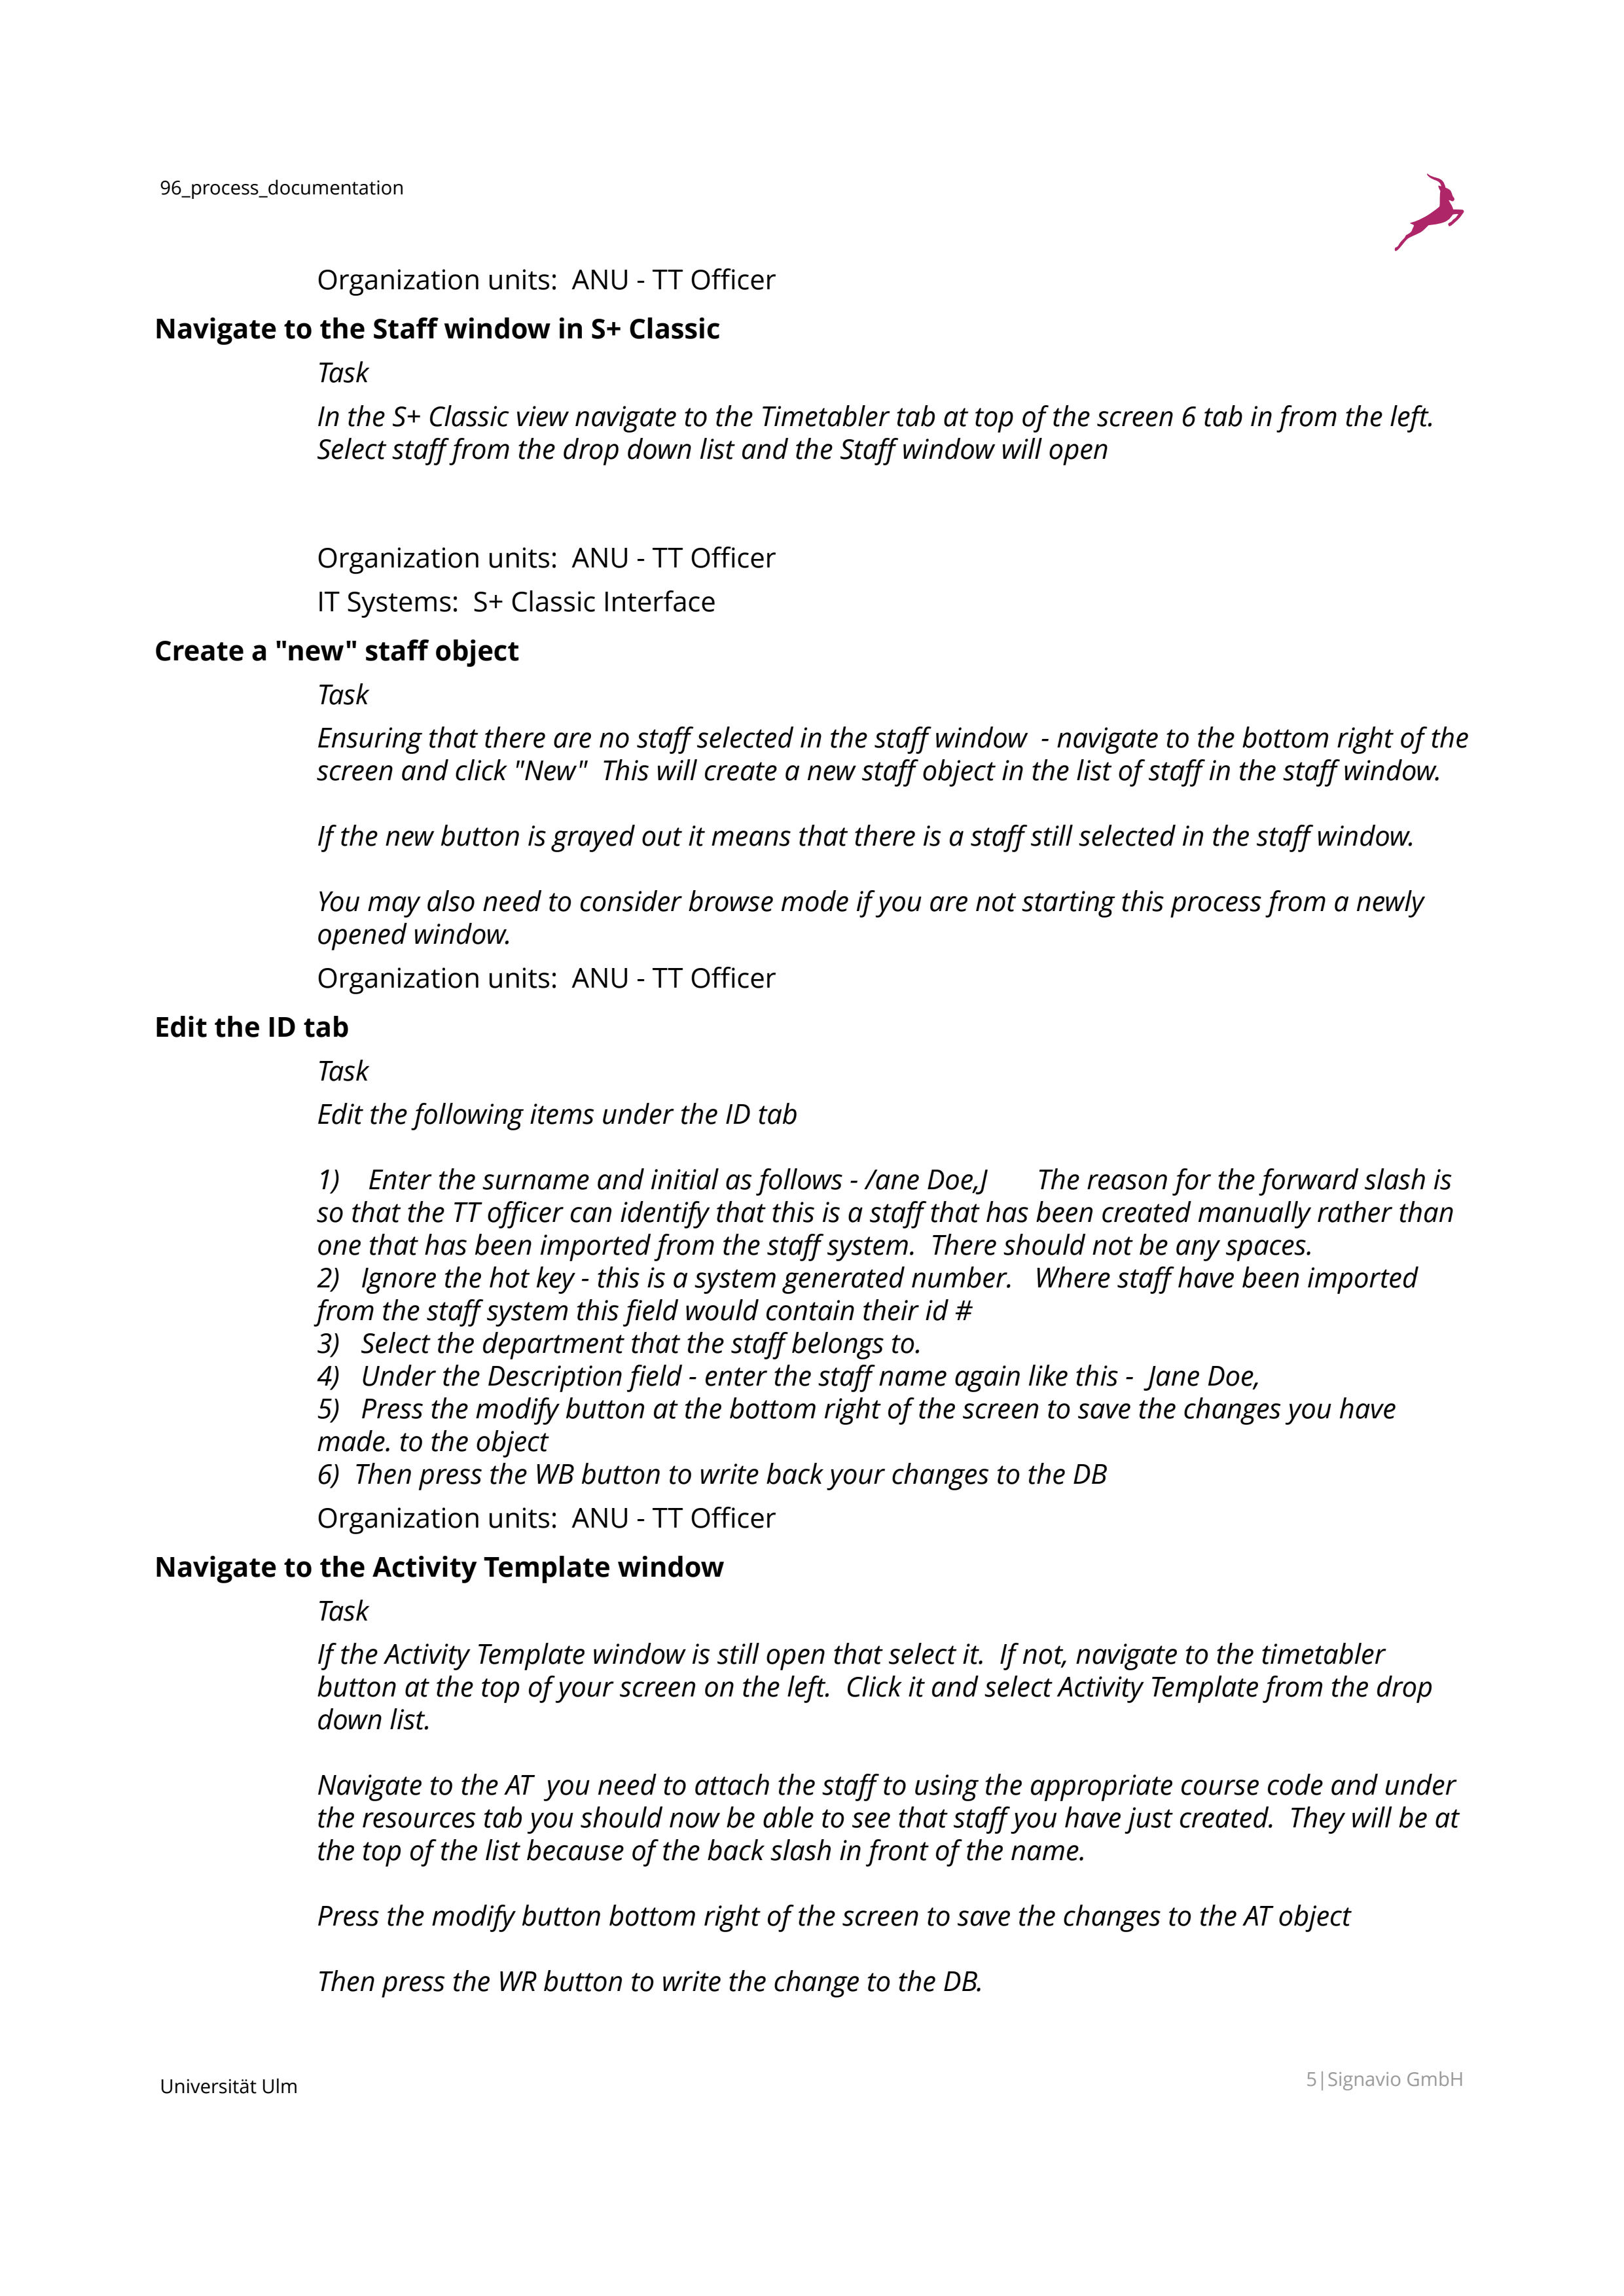 96_process_documentation
Organization units:  ANU - TT Officer
Navigate to the Staff window in S+ Classic
Task
In the S+ Classic view navigate to the Timetabler tab at top of the screen 6 tab in from the left.
Select staff from the drop down list and the Staff window will open
Organization units:  ANU - TT Officer
IT Systems:  S+ Classic Interface
Create a "new" staff object
Task
Ensuring that there are no staff selected in the staff window  - navigate to the bottom right of the
screen and click "New"  This will create a new staff object in the list of staff in the staff window.
If the new button is grayed out it means that there is a staff still selected in the staff window.
You may also need to consider browse mode if you are not starting this process from a newly
opened window.
Organization units:  ANU - TT Officer
Edit the ID tab
Task
Edit the following items under the ID tab
1)    Enter the surname and initial as follows - /ane Doe,J       The reason for the forward slash is
so that the TT officer can identify that this is a staff that has been created manually rather than
one that has been imported from the staff system.  There should not be any spaces.
2)   Ignore the hot key - this is a system generated number.   Where staff have been imported
from the staff system this field would contain their id #
3)   Select the department that the staff belongs to.
4)   Under the Description field - enter the staff name again like this -  Jane Doe,
5)   Press the modify button at the bottom right of the screen to save the changes you have
made. to the object
6)  Then press the WB button to write back your changes to the DB
Organization units:  ANU - TT Officer
Navigate to the Activity Template window
Task
If the Activity Template window is still open that select it.  If not, navigate to the timetabler
button at the top of your screen on the left.  Click it and select Activity Template from the drop
down list.
Navigate to the AT  you need to attach the staff to using the appropriate course code and under
the resources tab you should now be able to see that staff you have just created.  They will be at
the top of the list because of the back slash in front of the name.
Press the modify button bottom right of the screen to save the changes to the AT object
Then press the WR button to write the change to the DB.
Universität Ulm
5|Signavio GmbH